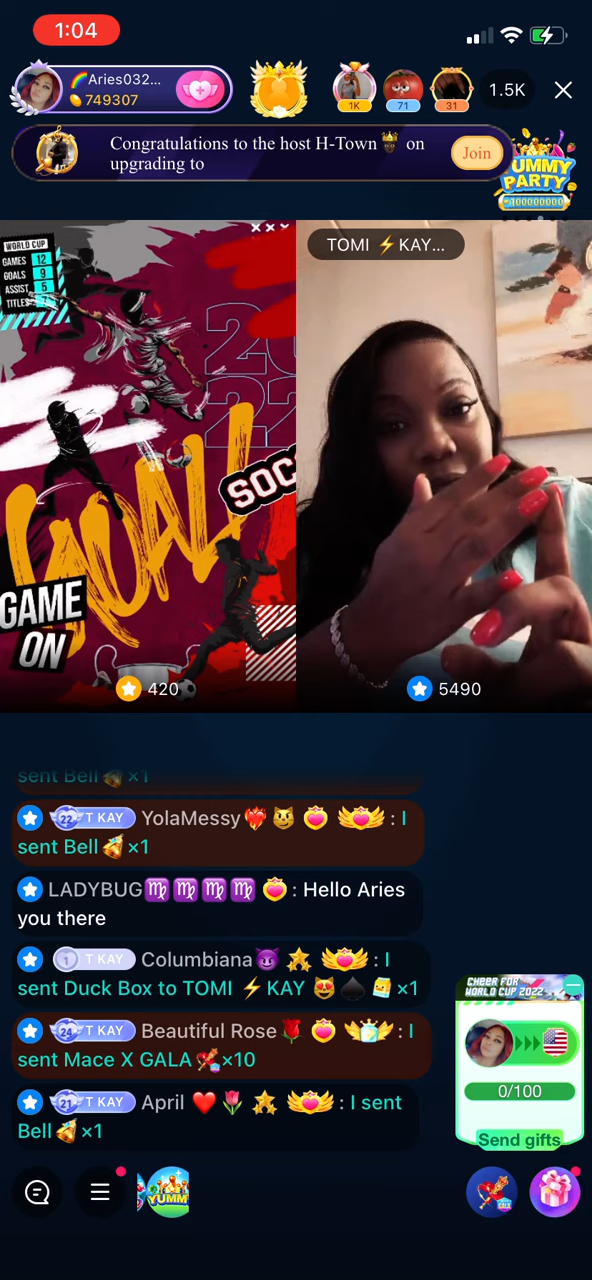 1:04
🌈Aries032...
749307
1K
71
31
1.5K
Congratulations to the host H-Town on
upgrading to
Join
YUMMY
PARTY
100000000
WORLD CUP
GAMES 12
GOALS 9
ASSIST 5
TITLES
TOMI ⚡KAY...
GOAL
SOC
GAME
ON
420
5490
sent Bell ×1
22 T KAY YolaMessy❤️‍🔥 😼 : I
sent Bell ×1
LADYBUG♍ ♍ ♍ ♍ : Hello Aries
you there
1 T KAY Columbiana😈 : I
sent Duck Box to TOMI ⚡KAY 😻 ♠️ ×1
24 T KAY Beautiful Rose🌹 : I
sent Mace X GALA ×10
21 T KAY April ❤️ 🌷 : I sent
Bell ×1
CHEER FOR
WORLD CUP 2022
0/100
Send gifts
YUMM
GALA